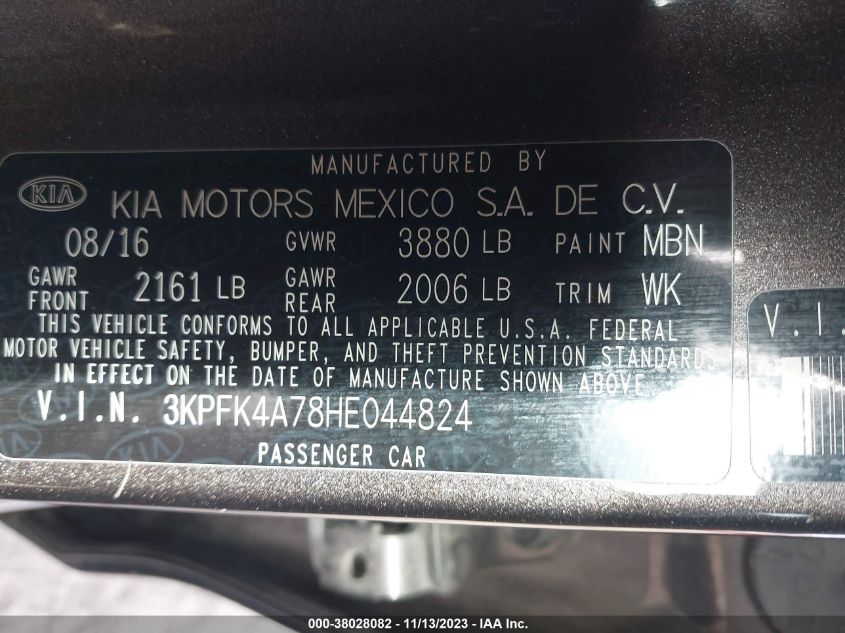 MANUFACTURED BY
KIA KIA MOTORS MEXICO S.A. DE C.V.
08/16 GVWR 3880 LB PAINT MBN
GAWR FRONT 2161 LB GAWR REAR 2006 LB TRIM WK
THIS VEHICLE CONFORMS TO ALL APPLICABLE U.S.A. FEDERAL
MOTOR VEHICLE SAFETY, BUMPER, AND THEFT PREVENTION STANDARDS
IN EFFECT ON THE DATE OF MANUFACTURE SHOWN ABOVE
V.I.N. 3KPFK4A78HE044824
PASSENGER CAR
V.I.
000-38028082 - 11/13/2023 - IAA Inc.